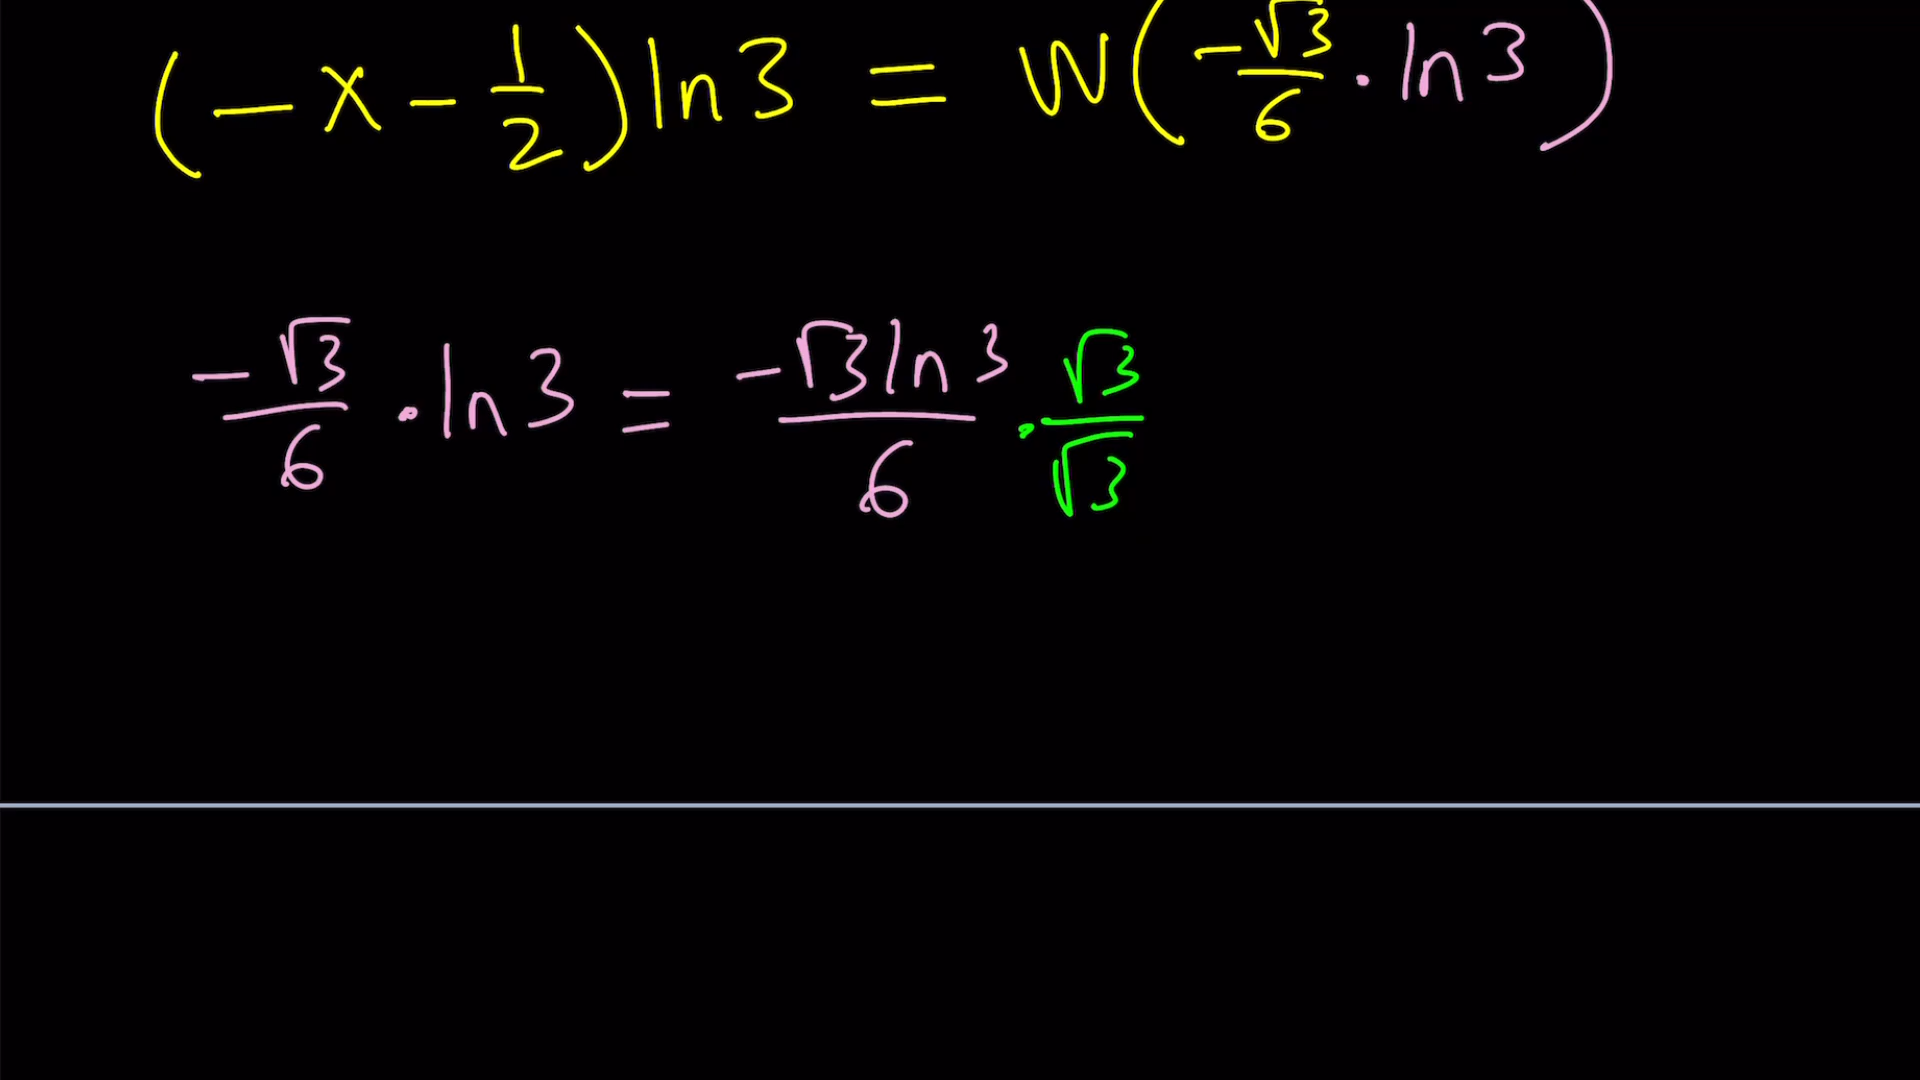 (-x - 1/2) ln 3 = W(-√3/6 · ln 3)
-√3/6 · ln 3 = -√3 ln 3/6 · √3/√3